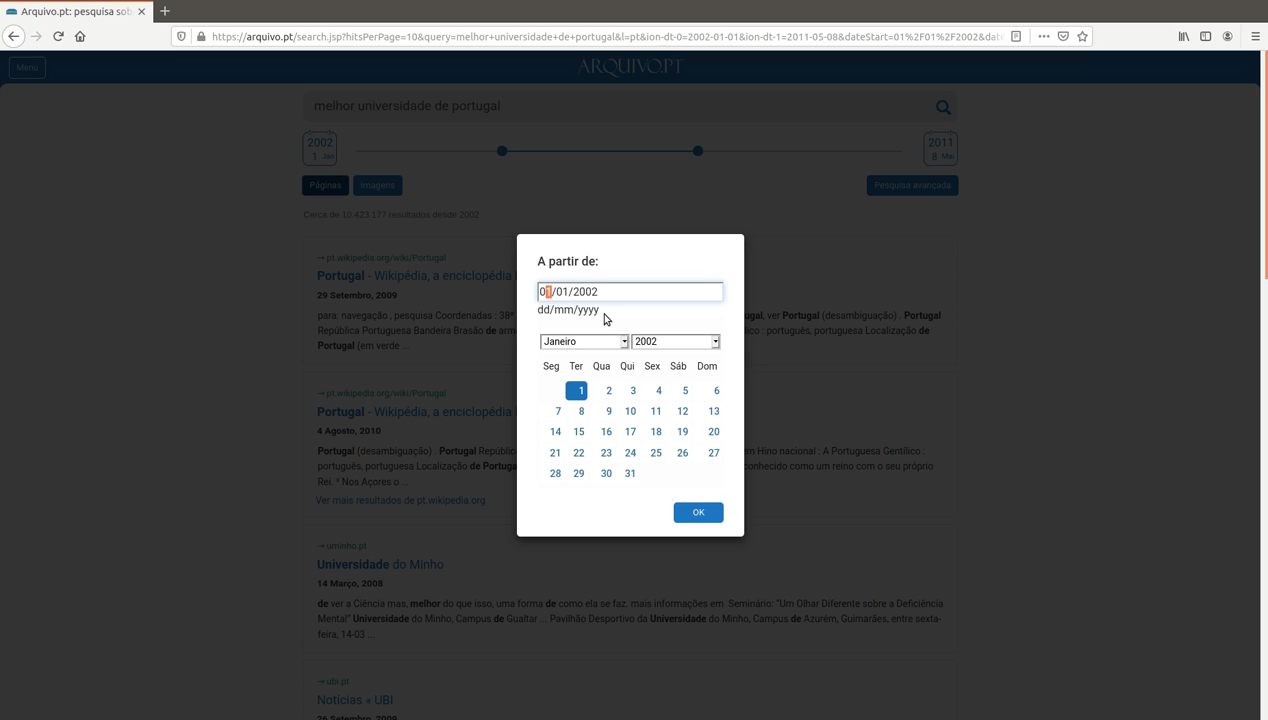 Arquivo.pt: pesquisa sob
https://arquivo.pt/search.jsp?hitsPerPage=10&query=melhor+universidade+de+portugal&l=pt&ion-dt-0=2002-01-01&ion-dt-1=2011-05-08&dateStart=01%2F01%2F2002&date
Menu
ARQUIVO.PT
melhor universidade de portugal
2002
1 Jan
2011
8 Mai
Páginas
Imagens
Pesquisa avançada
Cerca de 10 423 177 resultados desde 2002
→ pt.wikipedia.org/wiki/Portugal
Portugal - Wikipédia, a enciclopédia
29 Setembro, 2009
para: navegação , pesquisa Coordenadas : 38°
, ver Portugal (desambiguação) . Portugal
República Portuguesa Bandeira Brasão de arm
: português, portuguesa Localização de
Portugal (em verde ...
→ pt.wikipedia.org/wiki/Portugal
Portugal - Wikipédia, a enciclopédia
4 Agosto, 2010
Portugal (desambiguação) . Portugal Repúblic
em Hino nacional : A Portuguesa Gentílico :
português, portuguesa Localização de Portuga
conhecido como um reino com o seu próprio
Rei. ⁸ Nos Açores o ...
Ver mais resultados de pt.wikipedia.org
→ uminho.pt
Universidade do Minho
14 Março, 2008
de ver a Ciência mas, melhor do que isso, uma forma de como ela se faz. mais informações em Seminário: "Um Olhar Diferente sobre a Deficiência
Mental" Universidade do Minho, Campus de Gualtar ... Pavilhão Desportivo da Universidade do Minho, Campus de Azurém, Guimarães, entre sexta-
feira, 14-03 ...
→ ubi.pt
Notícias « UBI
26 Setembro, 2009
A partir de:
01/01/2002
dd/mm/yyyy
Janeiro 2002
Seg Ter Qua Qui Sex Sáb Dom
1 2 3 4 5 6
7 8 9 10 11 12 13
14 15 16 17 18 19 20
21 22 23 24 25 26 27
28 29 30 31
OK